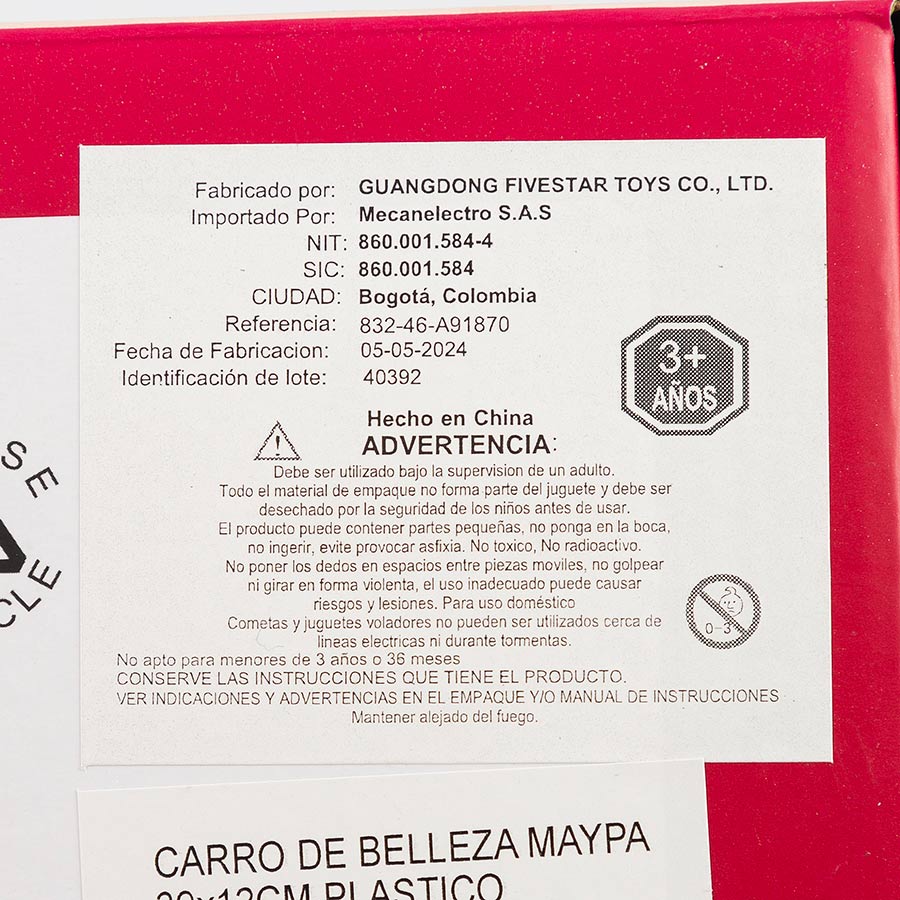 Fabricado por: GUANGDONG FIVESTAR TOYS CO., LTD.
Importado Por: Mecanelectro S.A.S
NIT: 860.001.584-4
SIC: 860.001.584
CIUDAD: Bogotá, Colombia
Referencia: 832-46-A91870
Fecha de Fabricacion: 05-05-2024
Identificación de lote: 40392
3+
AÑOS
Hecho en China
ADVERTENCIA:
Debe ser utilizado bajo la supervision de un adulto.
Todo el material de empaque no forma parte del juguete y debe ser
desechado por la seguridad de los niños antes de usar.
El producto puede contener partes pequeñas, no ponga en la boca,
no ingerir, evite provocar asfixia. No toxico, No radioactivo.
No poner los dedos en espacios entre piezas moviles, no golpear
ni girar en forma violenta, el uso inadecuado puede causar
riesgos y lesiones. Para uso doméstico
Cometas y juguetes voladores no pueden ser utilizados cerca de
lineas electricas ni durante tormentas.
0-3
No apto para menores de 3 años o 36 meses
CONSERVE LAS INSTRUCCIONES QUE TIENE EL PRODUCTO.
VER INDICACIONES Y ADVERTENCIAS EN EL EMPAQUE Y/O MANUAL DE INSTRUCCIONES
Mantener alejado del fuego.
CARRO DE BELLEZA MAYPA
PLASTICO